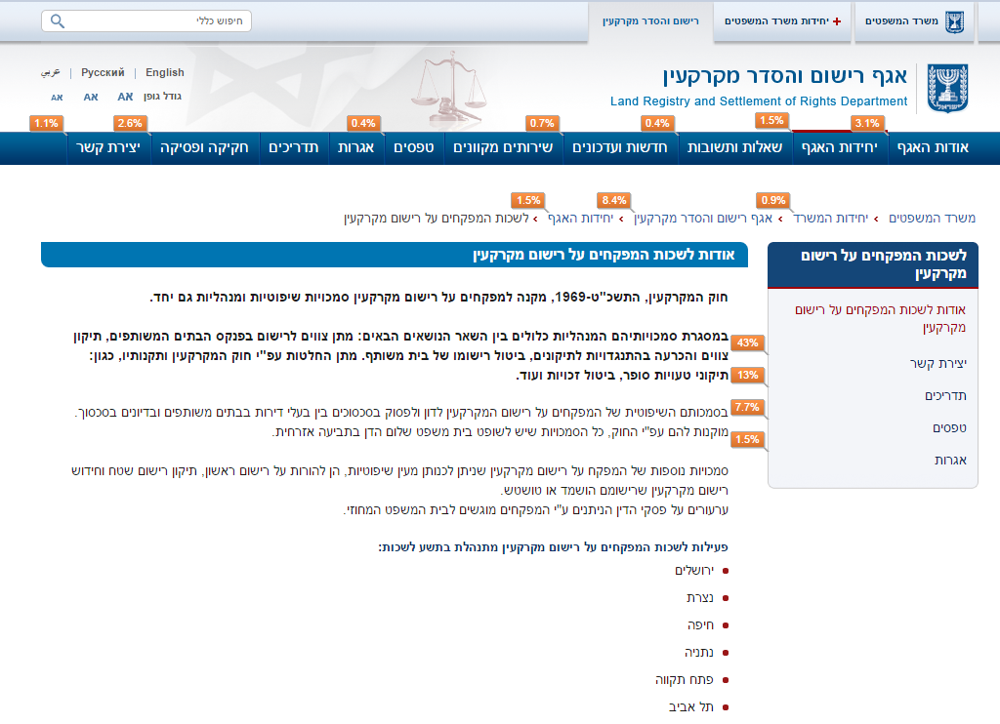 משרד המשפטים
+ יחידות משרד המשפטים
רישום והסדר מקרקעין
חיפוש כללי
אגף רישום והסדר מקרקעין
Land Registry and Settlement of Rights Department
English | Русский | عربي
גודל גופן AA AA AA
3.1% 1.5% 0.4% 0.7% 0.4% 2.6% 1.1%
אודות האגף
יחידות האגף
שאלות ותשובות
חדשות ועדכונים
שירותים מקוונים
טפסים
אגרות
תדריכים
חקיקה ופסיקה
יצירת קשר
0.9% 8.4% 1.5%
משרד המשפטים › יחידות המשרד › אגף רישום והסדר מקרקעין › יחידות האגף › לשכות המפקחים על רישום מקרקעין
לשכות המפקחים על רישום
מקרקעין
אודות לשכות המפקחים על רישום
מקרקעין
43%
יצירת קשר
13%
תדריכים
7.7%
טפסים
1.5%
אגרות
אודות לשכות המפקחים על רישום מקרקעין
חוק המקרקעין, התשכ"ט-1969, מקנה למפקחים על רישום מקרקעין סמכויות שיפוטיות ומנהליות גם יחד.
במסגרת סמכויותיהם המנהליות כלולים בין השאר הנושאים הבאים: מתן צווים לרישום בפנקס הבתים המשותפים, תיקון
צווים והכרעה בהתנגדויות לתיקונים, ביטול רישומו של בית משותף. מתן החלטות עפ"י חוק המקרקעין ותקנותיו, כגון:
תיקוני טעויות סופר, ביטול זכויות ועוד.
בסמכותם השיפוטית של המפקחים על רישום המקרקעין לדון ולפסוק בסכסוכים בין בעלי דירות בבתים משותפים ובדיונים בסכסוך.
מוקנות להם עפ"י החוק, כל הסמכויות שיש לשופט בית משפט שלום הדן בתביעה אזרחית.
סמכויות נוספות של המפקח על רישום מקרקעין שניתן לכנותן מעין שיפוטיות, הן להורות על רישום ראשון, תיקון רישום שטח וחידוש
רישום מקרקעין שרישומם הושמד או טושטש.
ערעורים על פסקי הדין הניתנים ע"י המפקחים מוגשים לבית המשפט המחוזי.
פעילות לשכות המפקחים על רישום מקרקעין מתנהלת בתשע לשכות:
ירושלים
נצרת
חיפה
נתניה
פתח תקווה
תל אביב